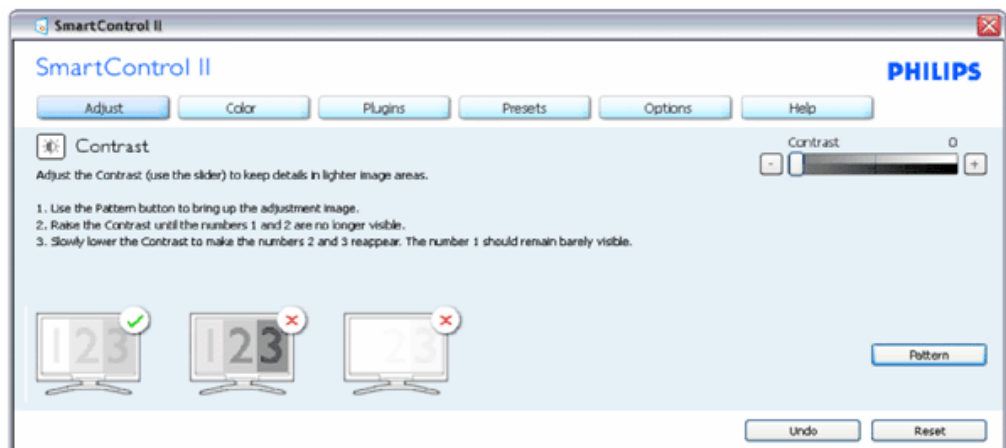 SmartControl II
SmartControl II
PHILIPS
Adjust Color Plugins Presets Options Help
Contrast
Contrast 0
- +
Adjust the Contrast (use the slider) to keep details in lighter image areas.
1. Use the Pattern button to bring up the adjustment image.
2. Raise the Contrast until the numbers 1 and 2 are no longer visible.
3. Slowly lower the Contrast to make the numbers 2 and 3 reappear. The number 1 should remain barely visible.
123 123 23
Pattern
Undo Reset